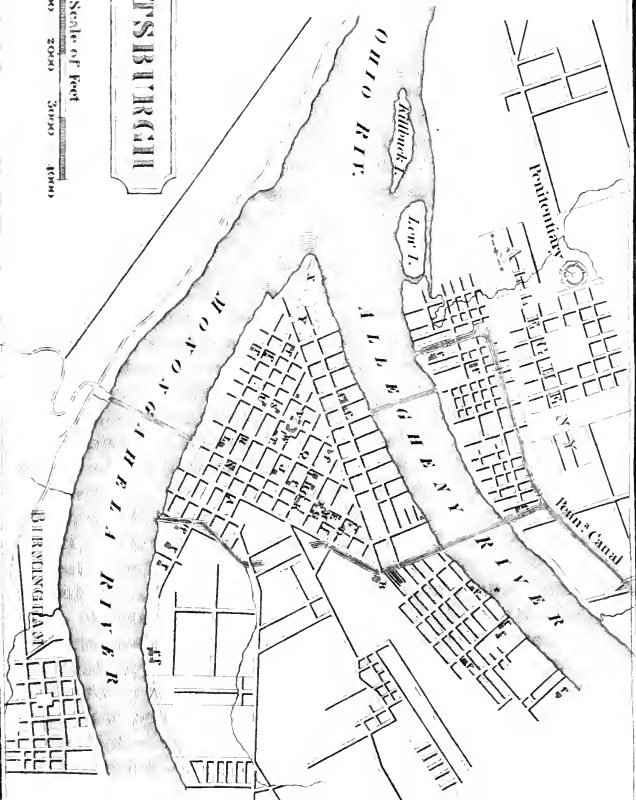 TSBURGH
Scale of Feet
2000 3000 4000
OHIO RIV.
Killbuck I.
Low I.
Penitentiary
ALLEGHENY
MONONGAHELA RIVER
ALLEGHENY RIVER
Penn.ª Canal
BIRMINGHAM